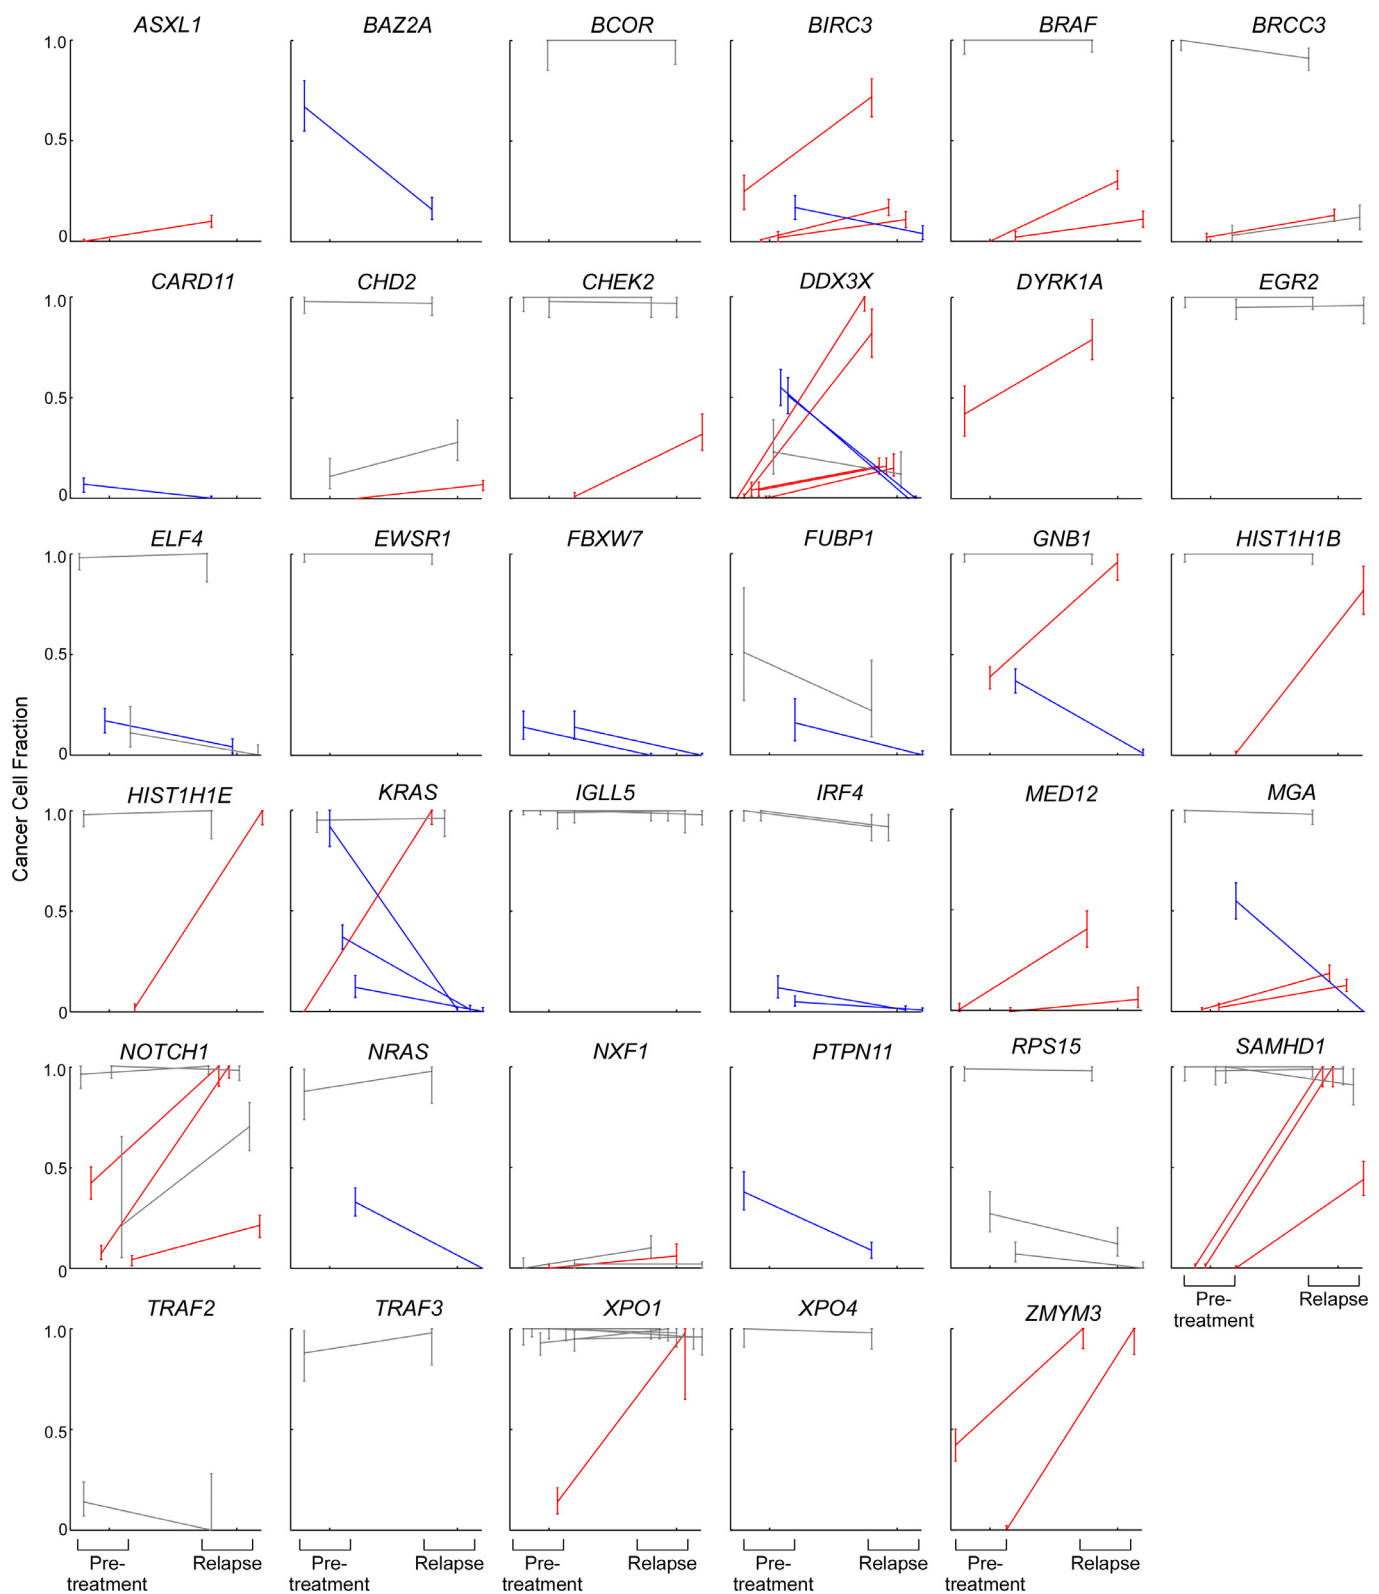 ASXL1 BAZ2A BCOR BIRC3 BRAF BRCC3
1.0
0.5
0
CARD11 CHD2 CHEK2 DDX3X DYRK1A EGR2
1.0
0.5
0
ELF4 EWSR1 FBXW7 FUBP1 GNB1 HIST1H1B
1.0
0.5
0
Cancer Cell Fraction
HIST1H1E KRAS IGLL5 IRF4 MED12 MGA
1.0
0.5
0
NOTCH1 NRAS NXF1 PTPN11 RPS15 SAMHD1
1.0
0.5
0
Pre- Relapse
treatment
TRAF2 TRAF3 XPO1 XPO4 ZMYM3
1.0
0.5
0
Pre- Relapse Pre- Relapse Pre- Relapse Pre- Relapse Pre- Relapse
treatment treatment treatment treatment treatment